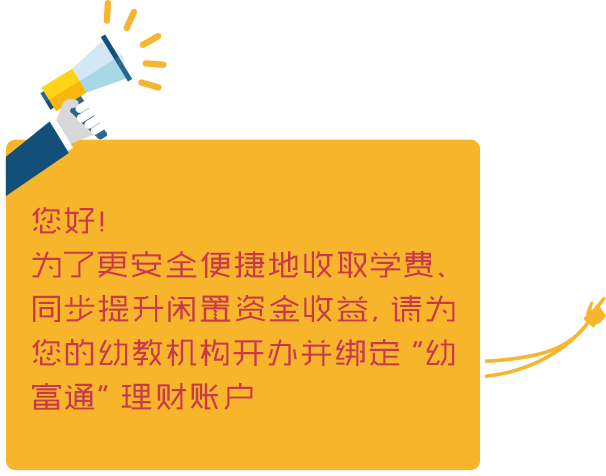 您好!
为了更安全便捷地收取学费、
同步提升闲置资金收益, 请为
您的幼教机构开办并绑定 "幼
富通" 理财账户